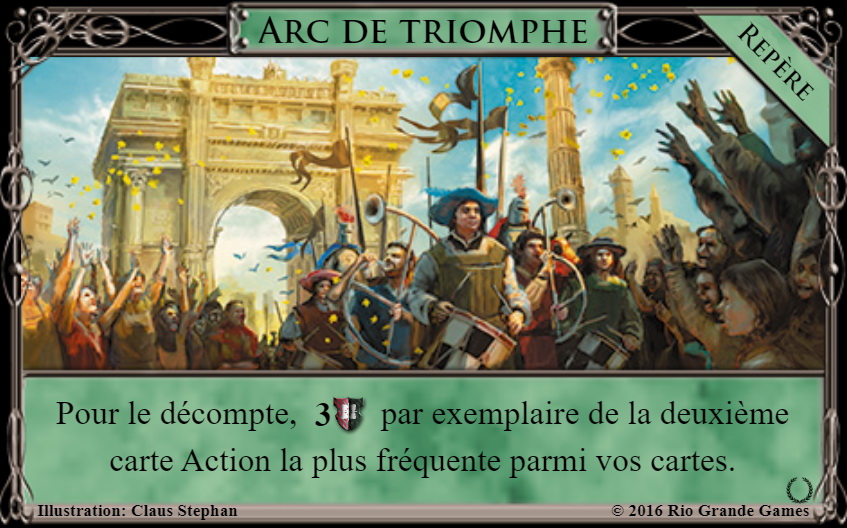 ARC DE TRIOMPHE
REPÈRE
Pour le décompte, 3 par exemplaire de la deuxième
carte Action la plus fréquente parmi vos cartes.
Illustration: Claus Stephan
© 2016 Rio Grande Games